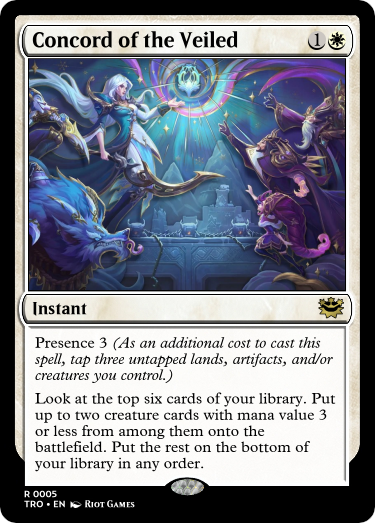 Concord of the Veiled 1
Instant
Presence 3 (As an additional cost to cast this
spell, tap three untapped lands, artifacts, and/or
creatures you control.)
Look at the top six cards of your library. Put
up to two creature cards with mana value 3
or less from among them onto the
battlefield. Put the rest on the bottom of
your library in any order.
R 0005
TRO • EN Riot Games